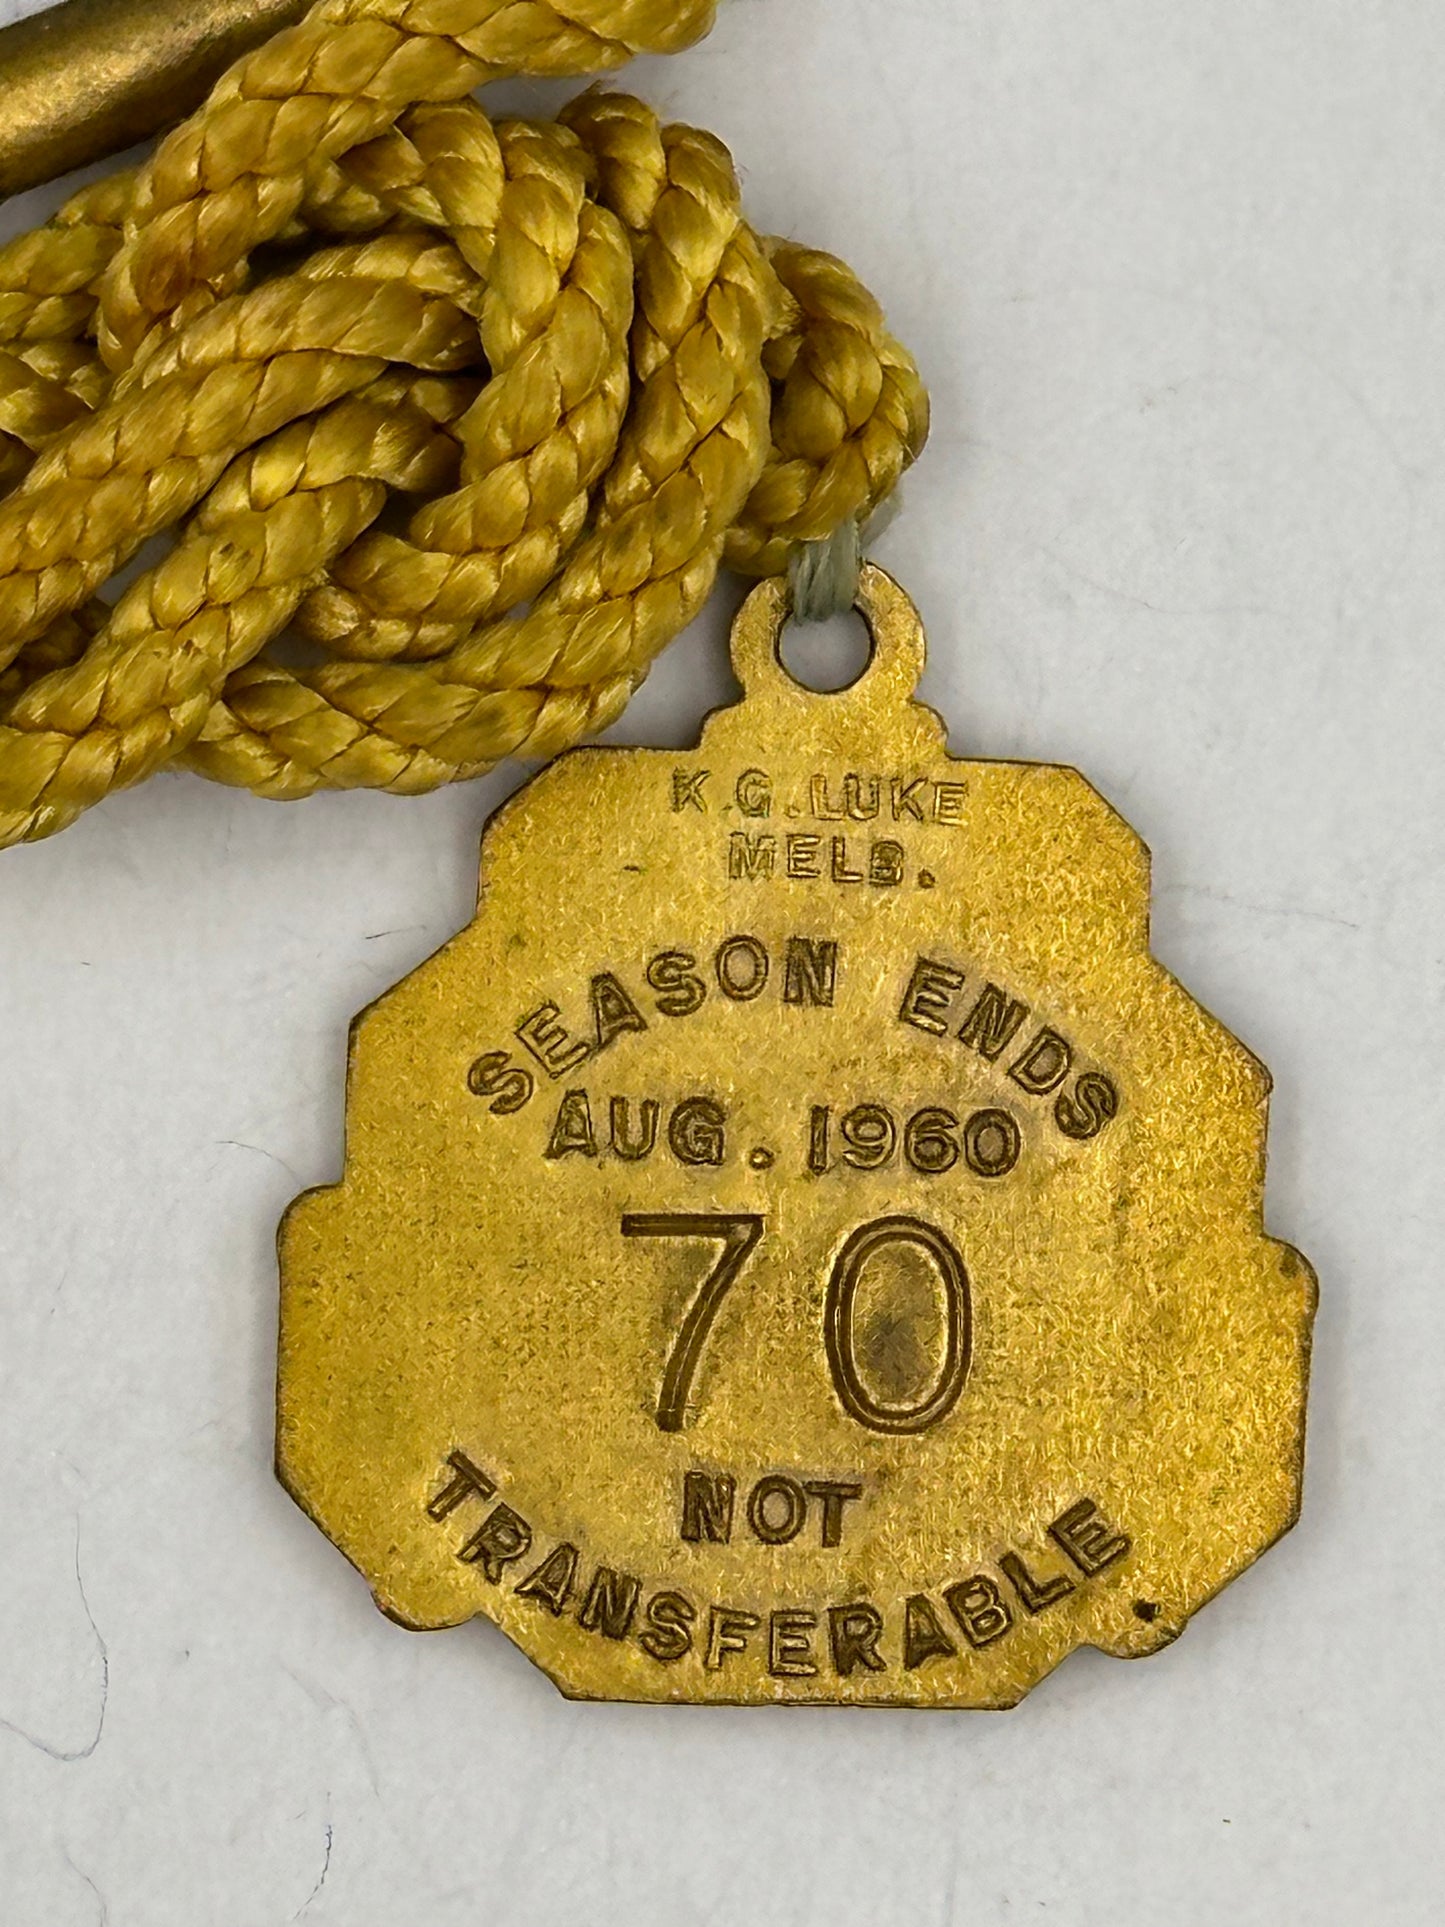 K.G.LUKE
MELB.
SEASON ENDS
AUG. 1960
70
NOT
TRANSFERABLE